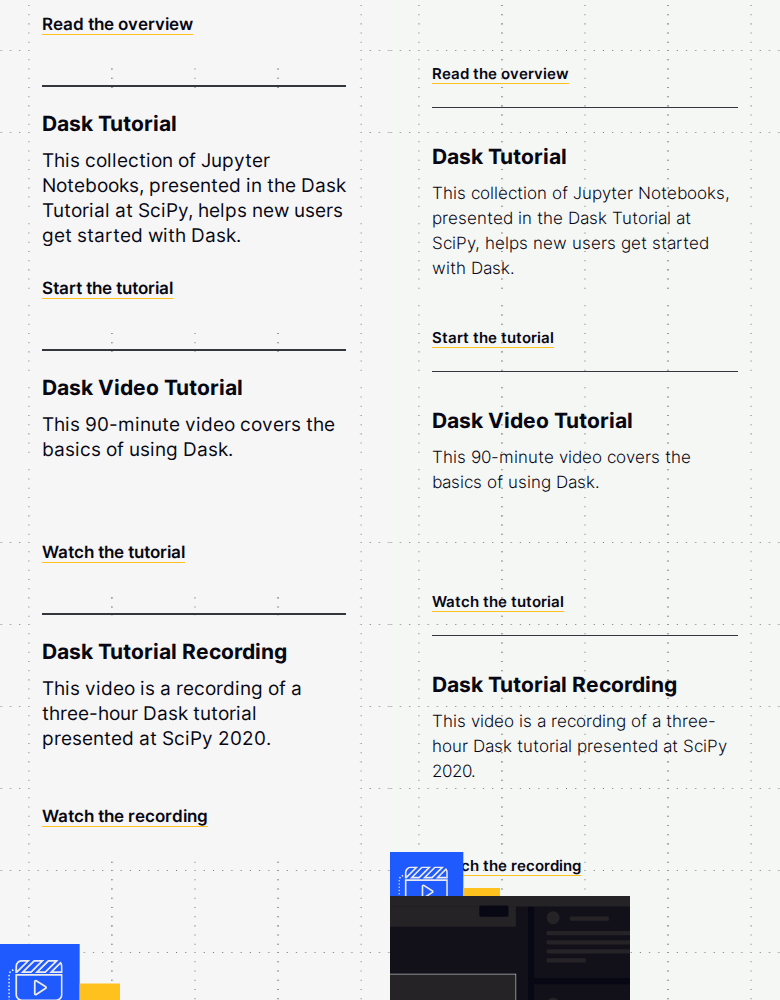 Read the overview
Dask Tutorial
This collection of Jupyter
Notebooks, presented in the Dask
Tutorial at SciPy, helps new users
get started with Dask.
Start the tutorial
Dask Video Tutorial
This 90-minute video covers the
basics of using Dask.
Watch the tutorial
Dask Tutorial Recording
This video is a recording of a
three-hour Dask tutorial
presented at SciPy 2020.
Watch the recording
Read the overview
Dask Tutorial
This collection of Jupyter Notebooks,
presented in the Dask Tutorial at
SciPy, helps new users get started
with Dask.
Start the tutorial
Dask Video Tutorial
This 90-minute video covers the
basics of using Dask.
Watch the tutorial
Dask Tutorial Recording
This video is a recording of a three-
hour Dask tutorial presented at SciPy
2020.
ch the recording